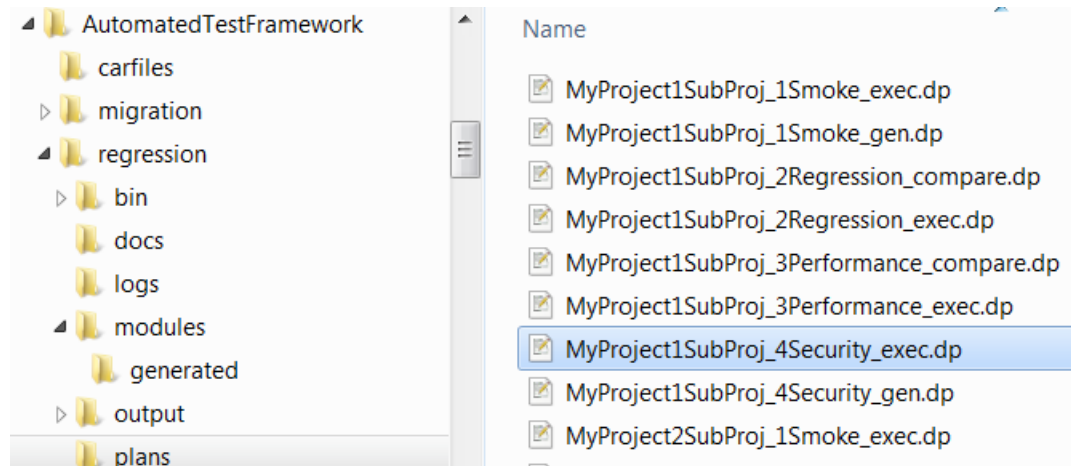 AutomatedTestFramework
carfiles
migration
regression
bin
docs
logs
modules
generated
output
plans
Name
MyProject1SubProj_1Smoke_exec.dp
MyProject1SubProj_1Smoke_gen.dp
MyProject1SubProj_2Regression_compare.dp
MyProject1SubProj_2Regression_exec.dp
MyProject1SubProj_3Performance_compare.dp
MyProject1SubProj_3Performance_exec.dp
MyProject1SubProj_4Security_exec.dp
MyProject1SubProj_4Security_gen.dp
MyProject2SubProj_1Smoke_exec.dp